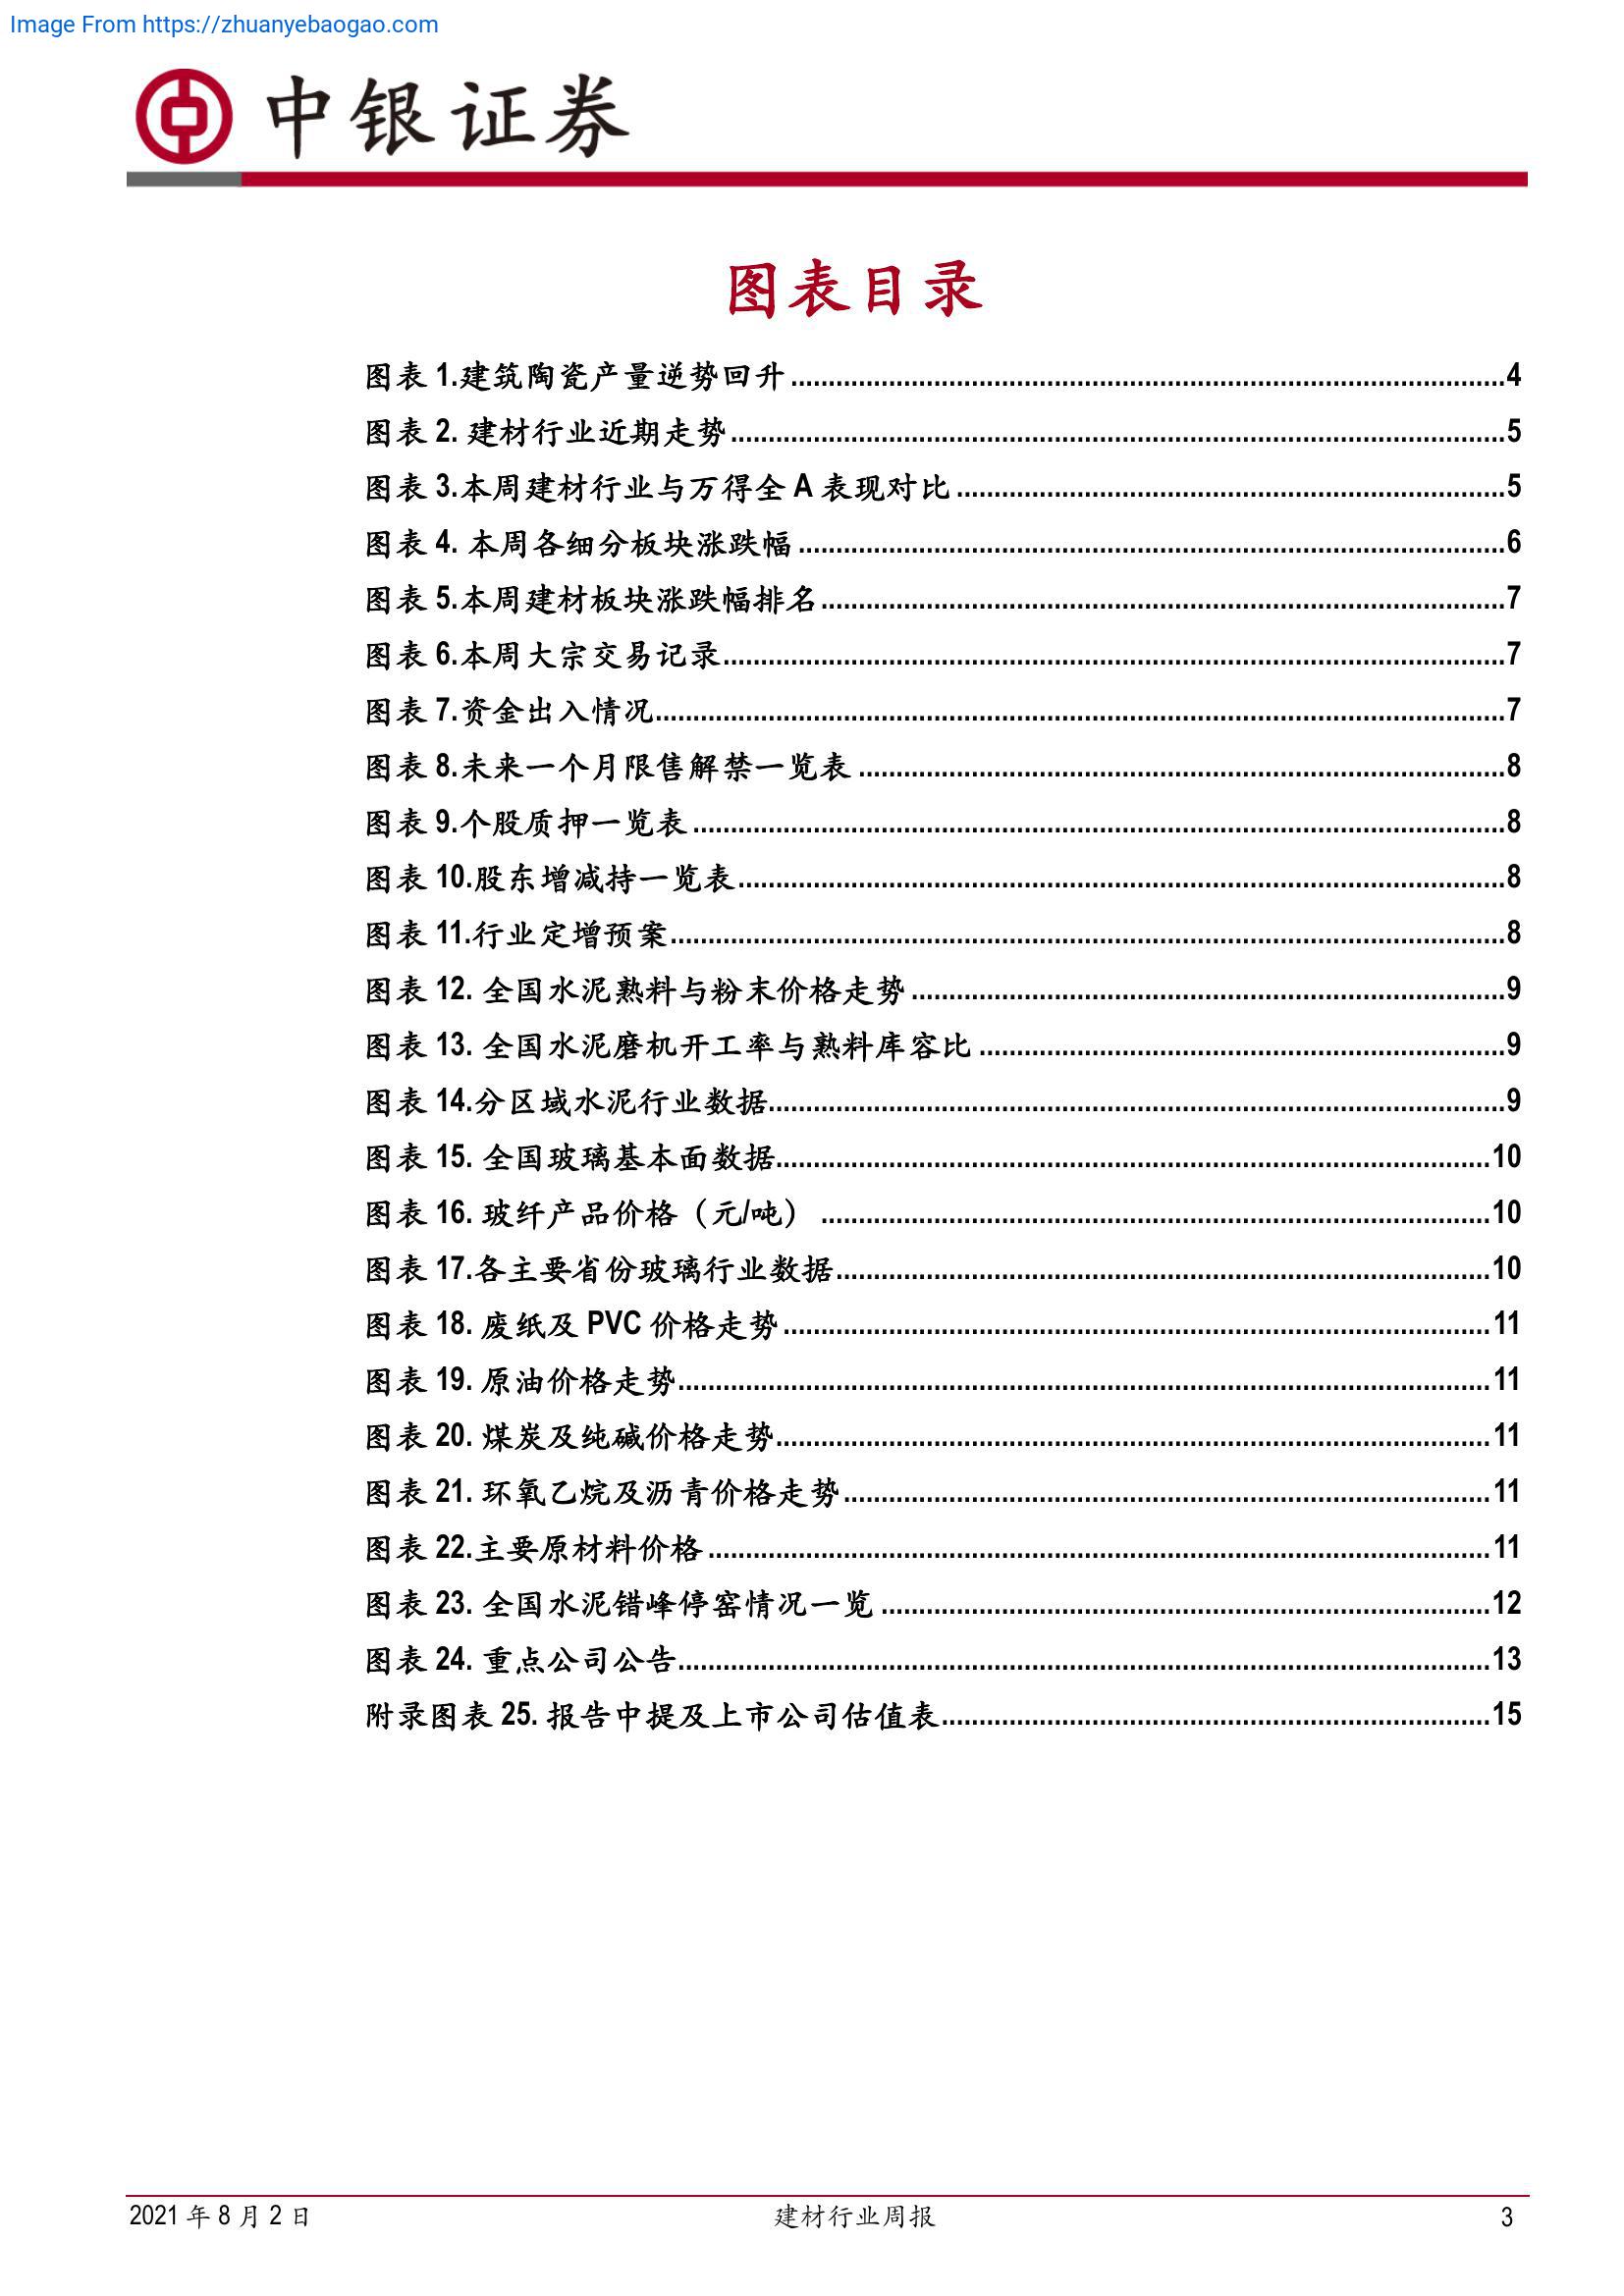 Image From https://zhuanyebaogao.com
中银证券
图表目录
图表 1.建筑陶瓷产量逆势回升....................4
图表 2. 建材行业近期走势....................5
图表 3.本周建材行业与万得全 A 表现对比....................5
图表 4. 本周各细分板块涨跌幅....................6
图表 5.本周建材板块涨跌幅排名....................7
图表 6.本周大宗交易记录....................7
图表 7.资金出入情况....................7
图表 8.未来一个月限售解禁一览表....................8
图表 9.个股质押一览表....................8
图表 10.股东增减持一览表....................8
图表 11.行业定增预案....................8
图表 12. 全国水泥熟料与粉末价格走势....................9
图表 13. 全国水泥磨机开工率与熟料库容比....................9
图表 14.分区域水泥行业数据....................9
图表 15. 全国玻璃基本面数据....................10
图表 16. 玻纤产品价格（元/吨）....................10
图表 17.各主要省份玻璃行业数据....................10
图表 18. 废纸及 PVC 价格走势....................11
图表 19. 原油价格走势....................11
图表 20. 煤炭及纯碱价格走势....................11
图表 21. 环氧乙烷及沥青价格走势....................11
图表 22.主要原材料价格....................11
图表 23. 全国水泥错峰停窑情况一览....................12
图表 24. 重点公司公告....................13
附录图表 25. 报告中提及上市公司估值表....................15
2021 年 8 月 2 日
建材行业周报
3